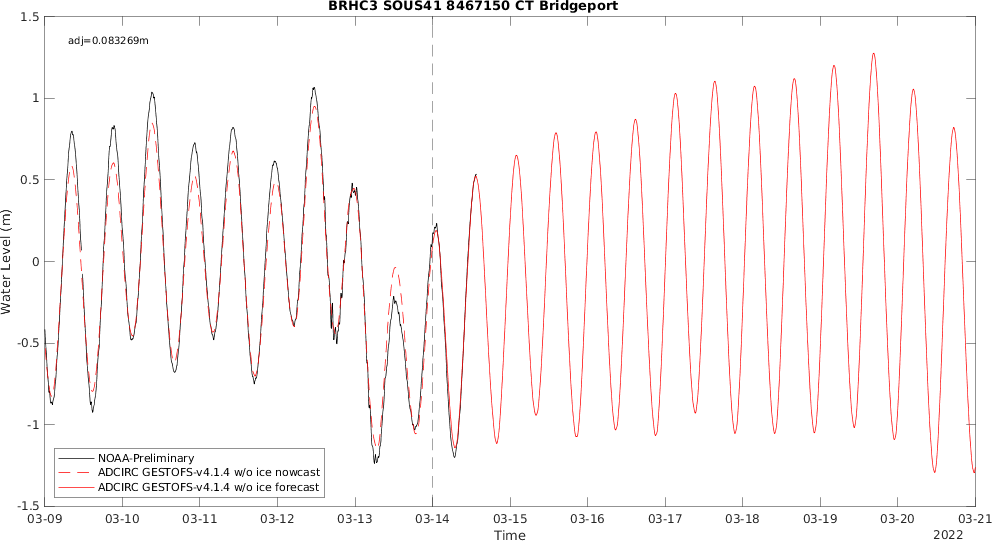 BRHC3 SOUS41 8467150 CT Bridgeport
adj=0.083269m
1.5
1
0.5
0
-0.5
-1
-1.5
Water Level (m)
NOAA-Preliminary
ADCIRC GESTOFS-v4.1.4 w/o ice nowcast
ADCIRC GESTOFS-v4.1.4 w/o ice forecast
03-09 03-10 03-11 03-12 03-13 03-14 03-15 03-16 03-17 03-18 03-19 03-20 03-21
Time
2022